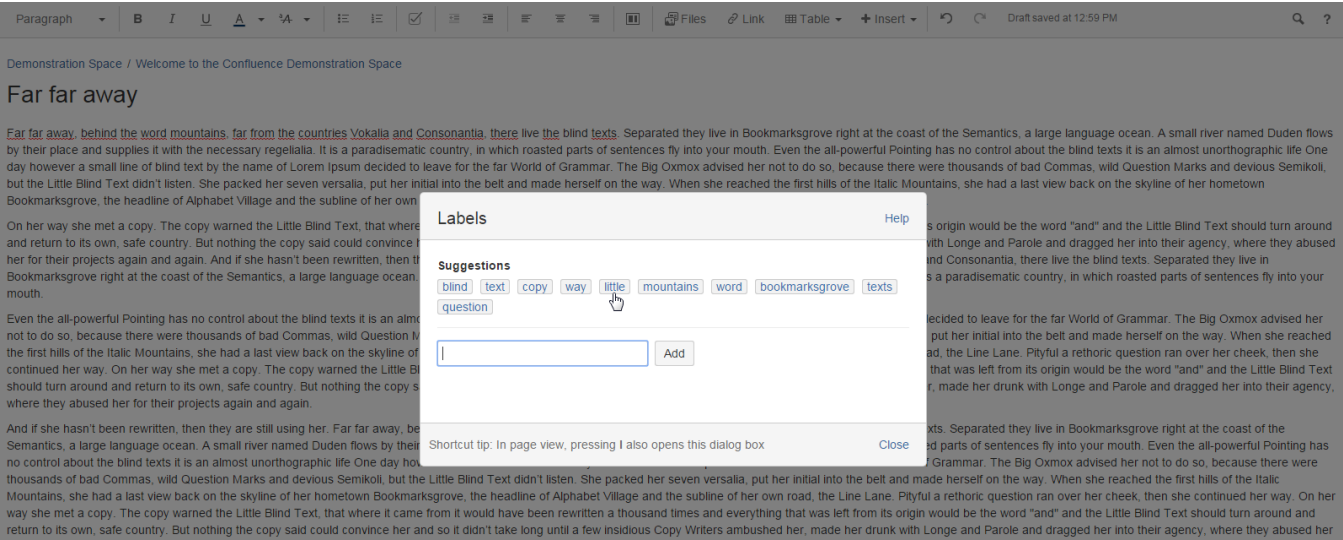 Paragraph B I U A Files Link Table Insert Draft saved at 12:59 PM ?
Demonstration Space / Welcome to the Confluence Demonstration Space
Far far away
Far far away, behind the word mountains, far from the countries Vokalia and Consonantia, there live the blind texts. Separated they live in Bookmarksgrove right at the coast of the Semantics, a large language ocean. A small river named Duden flows
by their place and supplies it with the necessary regelialia. It is a paradisematic country, in which roasted parts of sentences fly into your mouth. Even the all-powerful Pointing has no control about the blind texts it is an almost unorthographic life One
day however a small line of blind text by the name of Lorem Ipsum decided to leave for the far World of Grammar. The Big Oxmox advised her not to do so, because there were thousands of bad Commas, wild Question Marks and devious Semikoli,
but the Little Blind Text didn't listen. She packed her seven versalia, put her initial into the belt and made herself on the way. When she reached the first hills of the Italic Mountains, she had a last view back on the skyline of her hometown
Bookmarksgrove, the headline of Alphabet Village and the subline of her own
On her way she met a copy. The copy warned the Little Blind Text, that where s origin would be the word "and" and the Little Blind Text should turn around
and return to its own, safe country. But nothing the copy said could convince with Longe and Parole and dragged her into their agency, where they abused
her for their projects again and again. And if she hasn't been rewritten, then and Consonantia, there live the blind texts. Separated they live in
Bookmarksgrove right at the coast of the Semantics, a large language ocean. s a paradisematic country, in which roasted parts of sentences fly into your
mouth.
Even the all-powerful Pointing has no control about the blind texts it is an almo ecided to leave for the far World of Grammar. The Big Oxmox advised her
not to do so, because there were thousands of bad Commas, wild Question M put her initial into the belt and made herself on the way. When she reached
the first hills of the Italic Mountains, she had a last view back on the skyline of ad, the Line Lane. Pityful a rethoric question ran over her cheek, then she
continued her way. On her way she met a copy. The copy warned the Little Bl that was left from its origin would be the word "and" and the Little Blind Text
should turn around and return to its own, safe country. But nothing the copy s r, made her drunk with Longe and Parole and dragged her into their agency,
where they abused her for their projects again and again.
And if she hasn't been rewritten, then they are still using her. Far far away, be xts. Separated they live in Bookmarksgrove right at the coast of the
Semantics, a large language ocean. A small river named Duden flows by their ed parts of sentences fly into your mouth. Even the all-powerful Pointing has
no control about the blind texts it is an almost unorthographic life One day how f Grammar. The Big Oxmox advised her not to do so, because there were
thousands of bad Commas, wild Question Marks and devious Semikoli, but the Little Blind Text didn't listen. She packed her seven versalia, put her initial into the belt and made herself on the way. When she reached the first hills of the Italic
Mountains, she had a last view back on the skyline of her hometown Bookmarksgrove, the headline of Alphabet Village and the subline of her own road, the Line Lane. Pityful a rethoric question ran over her cheek, then she continued her way. On her
way she met a copy. The copy warned the Little Blind Text, that where it came from it would have been rewritten a thousand times and everything that was left from its origin would be the word "and" and the Little Blind Text should turn around and
return to its own, safe country. But nothing the copy said could convince her and so it didn't take long until a few insidious Copy Writers ambushed her, made her drunk with Longe and Parole and dragged her into their agency, where they abused her
Labels Help
Suggestions
blind text copy way little mountains word bookmarksgrove texts
question
Add
Shortcut tip: In page view, pressing l also opens this dialog box Close